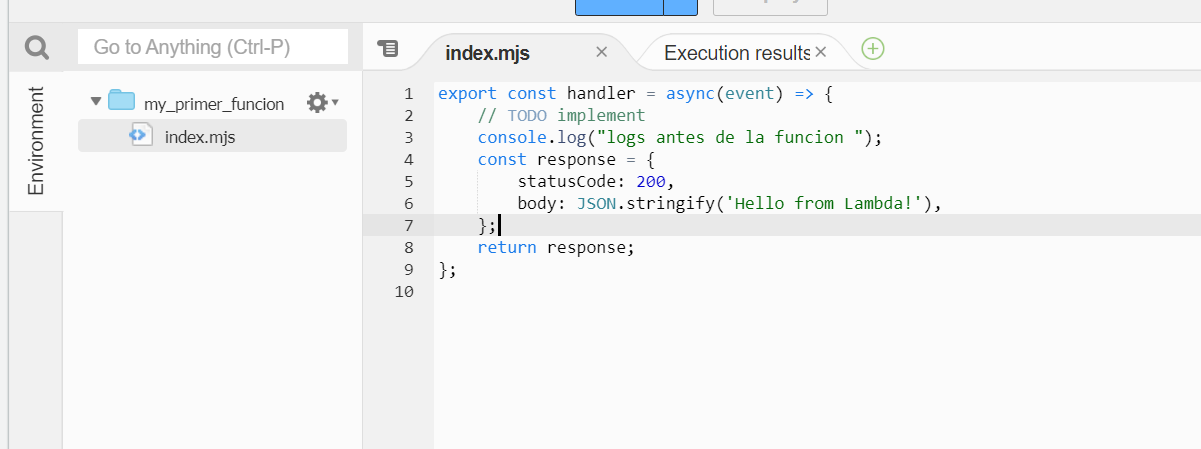 Go to Anything (Ctrl-P)
index.mjs
Execution results
Environment
my_primer_funcion
index.mjs
1 export const handler = async(event) => {
2 // TODO implement
3 console.log("logs antes de la funcion ");
4 const response = {
5 statusCode: 200,
6 body: JSON.stringify('Hello from Lambda!'),
7 };
8 return response;
9 };
10